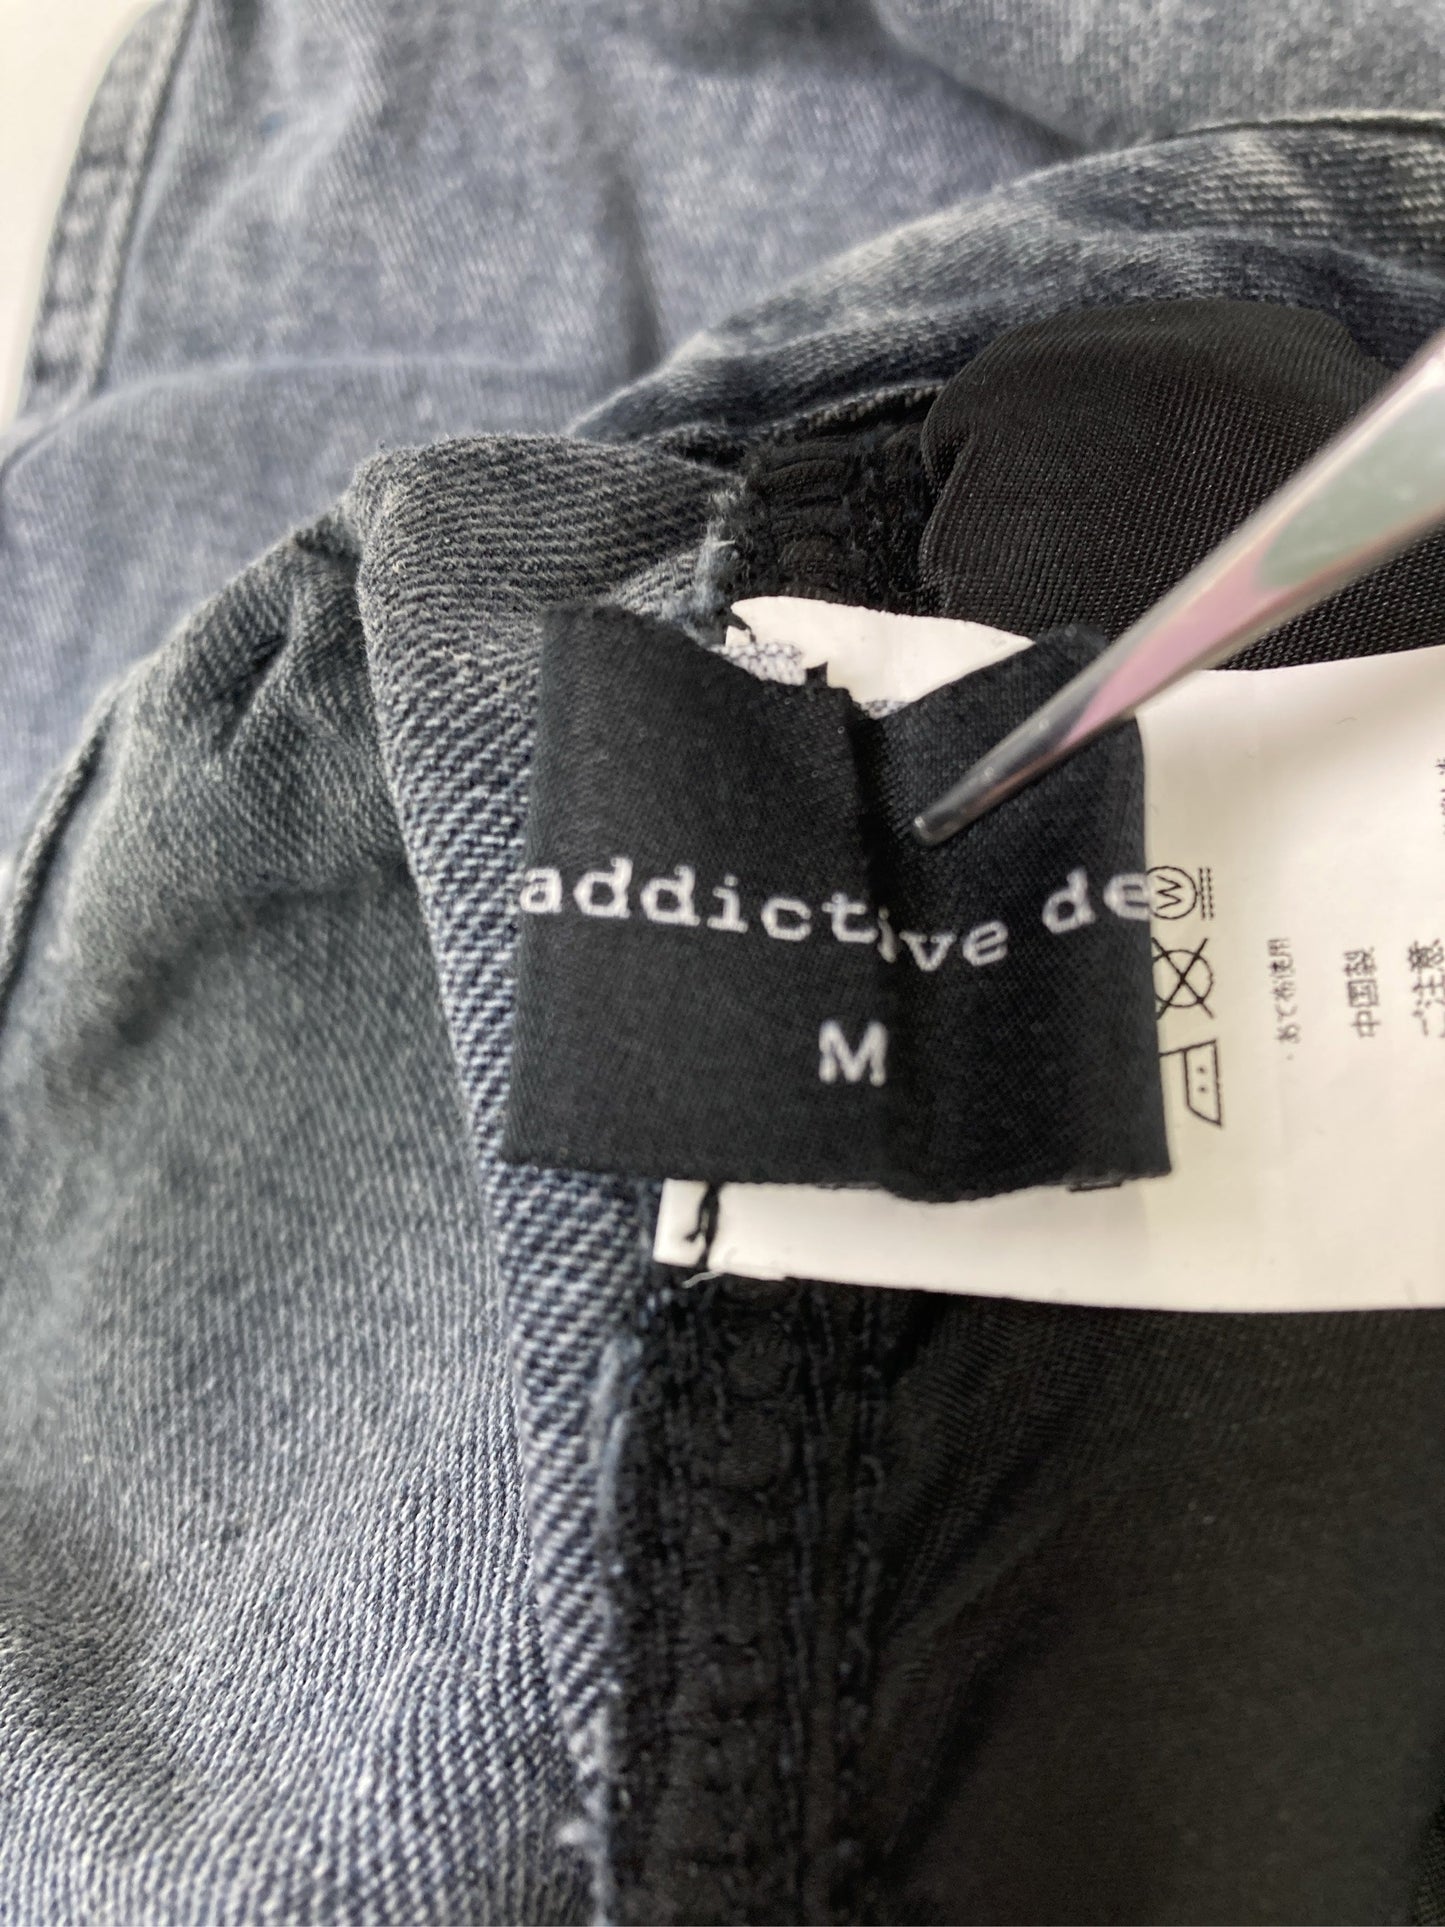 addictive de
M
W
・あて布使用
中国製
ご注意